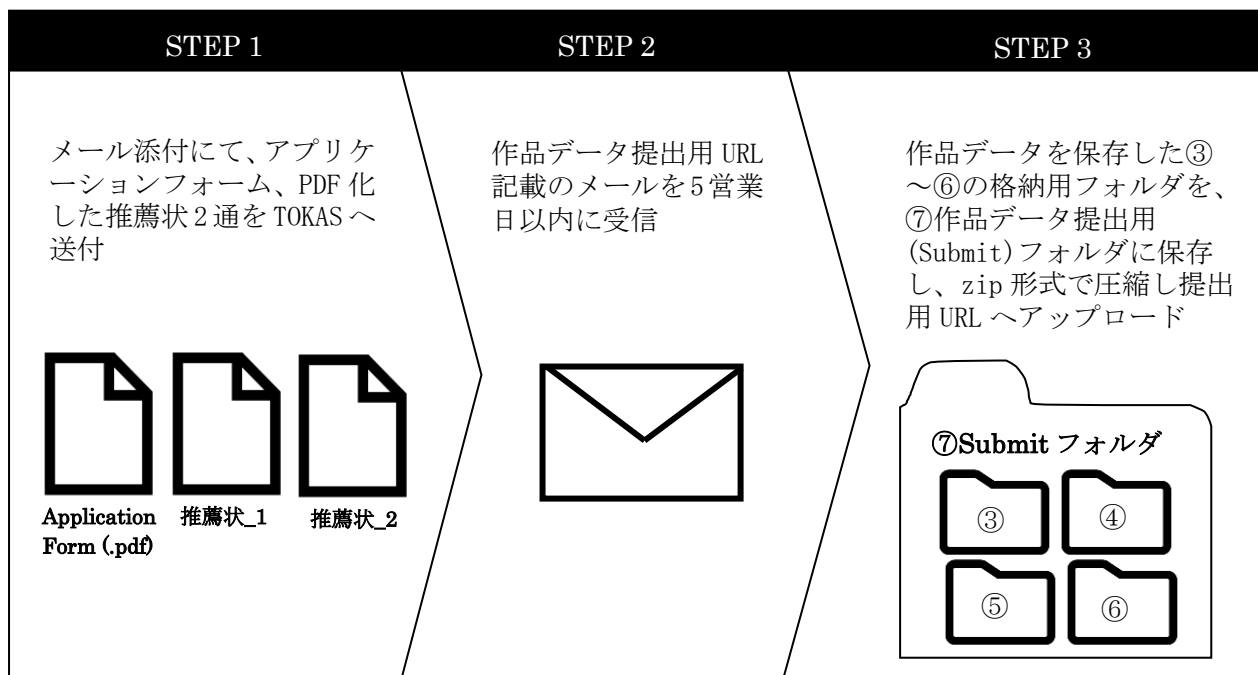 STEP 1
STEP 2
STEP 3
メール添付にて、アプリケ
ーションフォーム、PDF 化
した推薦状 2 通を TOKAS へ
送付
Application
Form (.pdf)
推薦状_1
推薦状_2
作品データ提出用 URL
記載のメールを5営業
日以内に受信
作品データを保存した③
～⑥の格納用フォルダを、
⑦作品データ提出用
(Submit)フォルダに保存
し、zip 形式で圧縮し提出
用 URL へアップロード
⑦Submit フォルダ
③
④
⑤
⑥